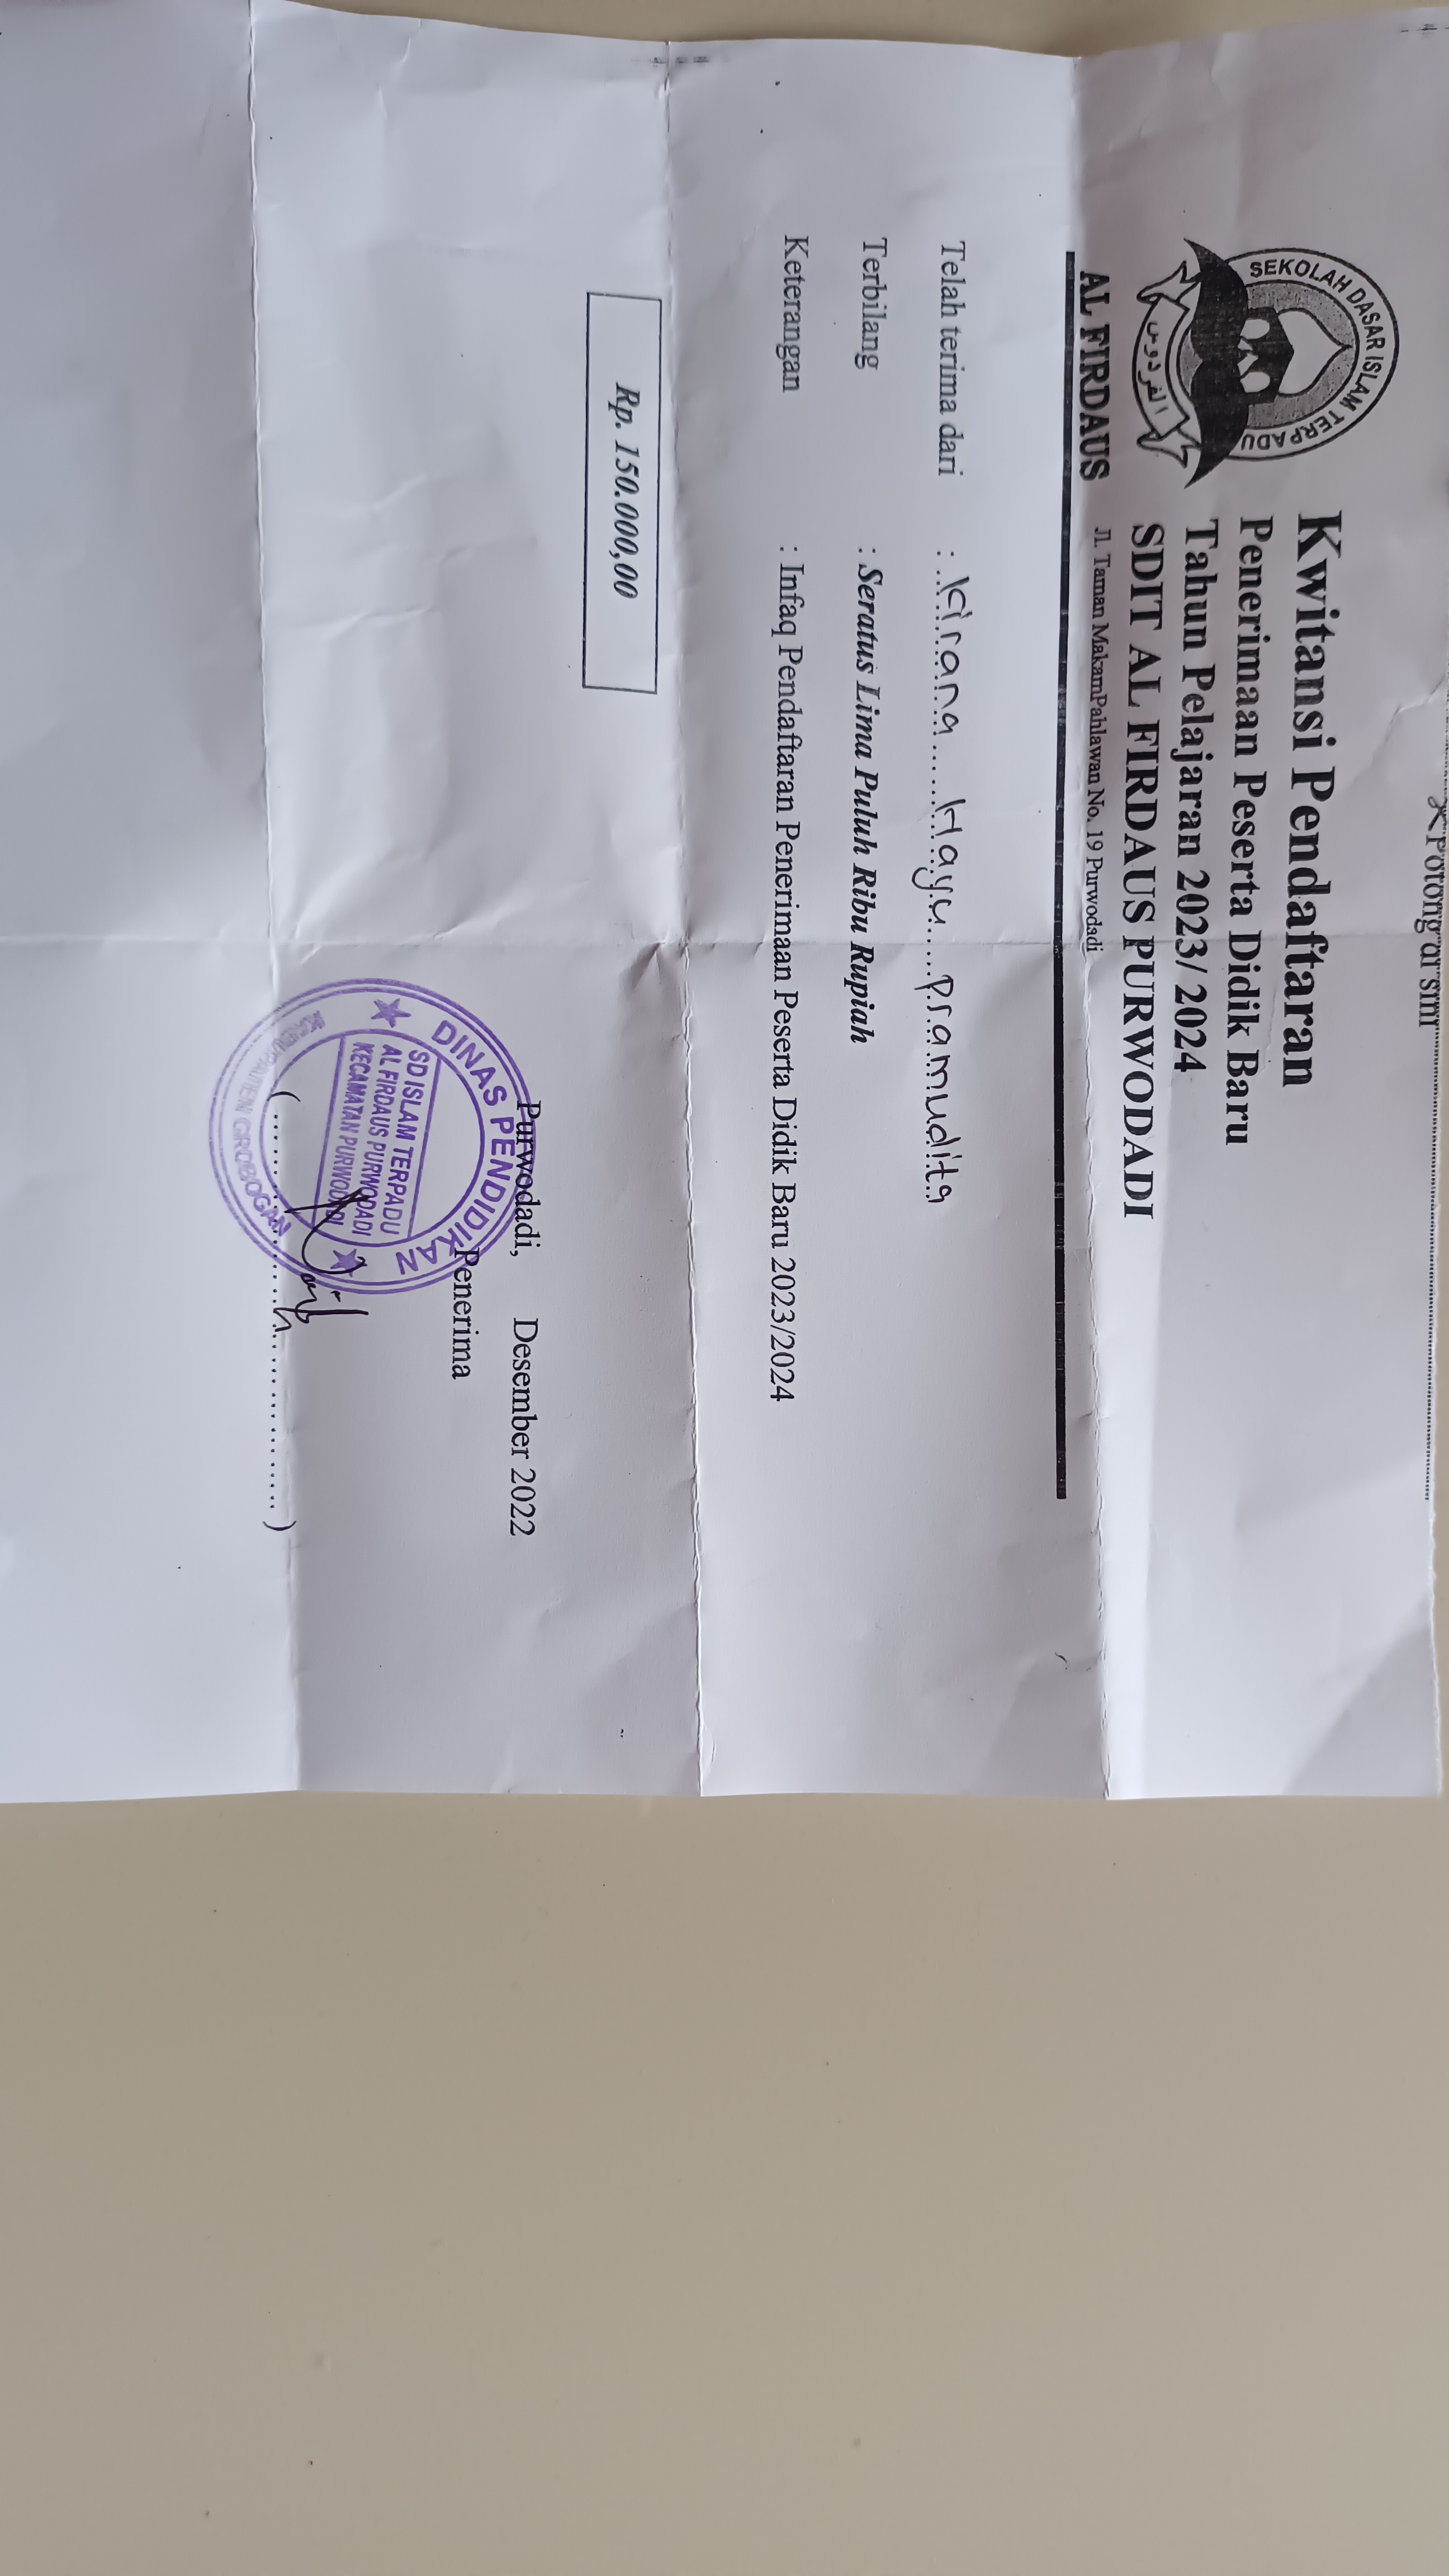 Potong di sini
SEKOLAH DASAR ISLAM TERPADU
الفردوس
AL FIRDAUS
Kwitansi Pendaftaran
Penerimaan Peserta Didik Baru
Tahun Pelajaran 2023/ 2024
SDIT AL FIRDAUS PURWODADI
Jl. Taman MakamPahlawan No. 19 Purwodadi
Telah terima dari : Kirana Hayu Pramudita
Terbilang : Seratus Lima Puluh Ribu Rupiah
Keterangan : Infaq Pendaftaran Penerimaan Peserta Didik Baru 2023/2024
Rp. 150.000,00
Purwodadi, Desember 2022
Penerima
DINAS PENDIDIKAN
SD ISLAM TERPADU
AL FIRDAUS PURWODADI
KECAMATAN PURWODADI
KABUPATEN GROBOGAN
(..............................)